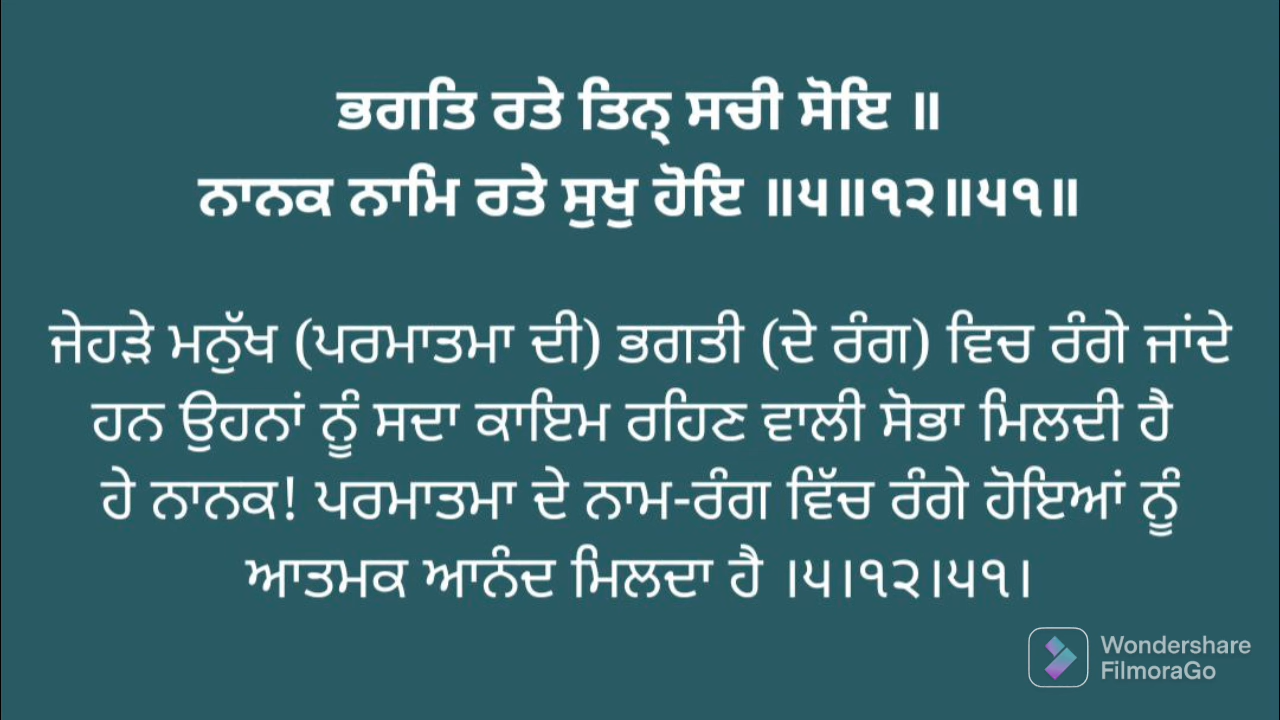 ਭਗਤਿ ਰਤੇ ਤਿਨ੍ ਸਚੀ ਸੋਇ ॥
ਨਾਨਕ ਨਾਮਿ ਰਤੇ ਸੁਖੁ ਹੋਇ ॥੫॥੧੨॥੫੧॥
ਜੇਹੜੇ ਮਨੁੱਖ (ਪਰਮਾਤਮਾ ਦੀ) ਭਗਤੀ (ਦੇ ਰੰਗ) ਵਿਚ ਰੰਗੇ ਜਾਂਦੇ
ਹਨ ਉਹਨਾਂ ਨੂੰ ਸਦਾ ਕਾਇਮ ਰਹਿਣ ਵਾਲੀ ਸੋਭਾ ਮਿਲਦੀ ਹੈ
ਹੇ ਨਾਨਕ! ਪਰਮਾਤਮਾ ਦੇ ਨਾਮ-ਰੰਗ ਵਿੱਚ ਰੰਗੇ ਹੋਇਆਂ ਨੂੰ
ਆਤਮਕ ਆਨੰਦ ਮਿਲਦਾ ਹੈ ।੫।੧੨।੫੧।
Wondershare
FilmoraGo